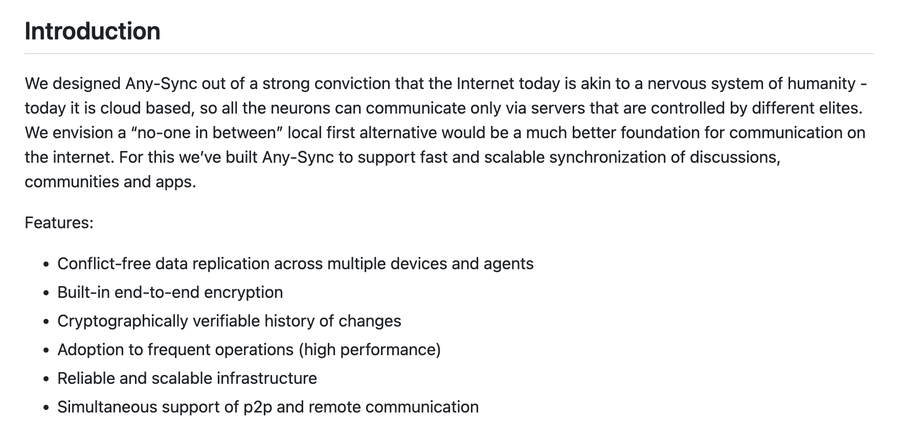 Introduction
We designed Any-Sync out of a strong conviction that the Internet today is akin to a nervous system of humanity -
today it is cloud based, so all the neurons can communicate only via servers that are controlled by different elites.
We envision a “no-one in between” local first alternative would be a much better foundation for communication on
the internet. For this we’ve built Any-Sync to support fast and scalable synchronization of discussions,
communities and apps.
Features:
• Conflict-free data replication across multiple devices and agents
• Built-in end-to-end encryption
• Cryptographically verifiable history of changes
• Adoption to frequent operations (high performance)
• Reliable and scalable infrastructure
• Simultaneous support of p2p and remote communication